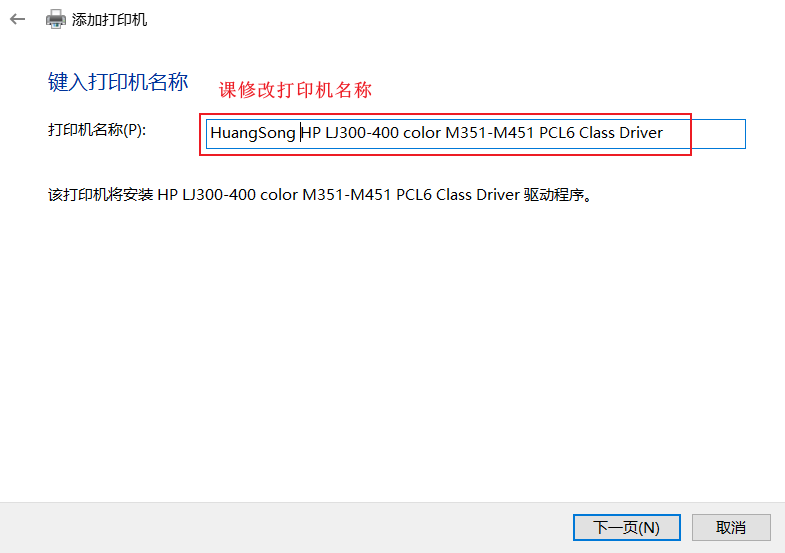 添加打印机
键入打印机名称
课修改打印机名称
打印机名称(P):
HuangSong HP LJ300-400 color M351-M451 PCL6 Class Driver
该打印机将安装 HP LJ300-400 color M351-M451 PCL6 Class Driver 驱动程序。
下一页(N)
取消